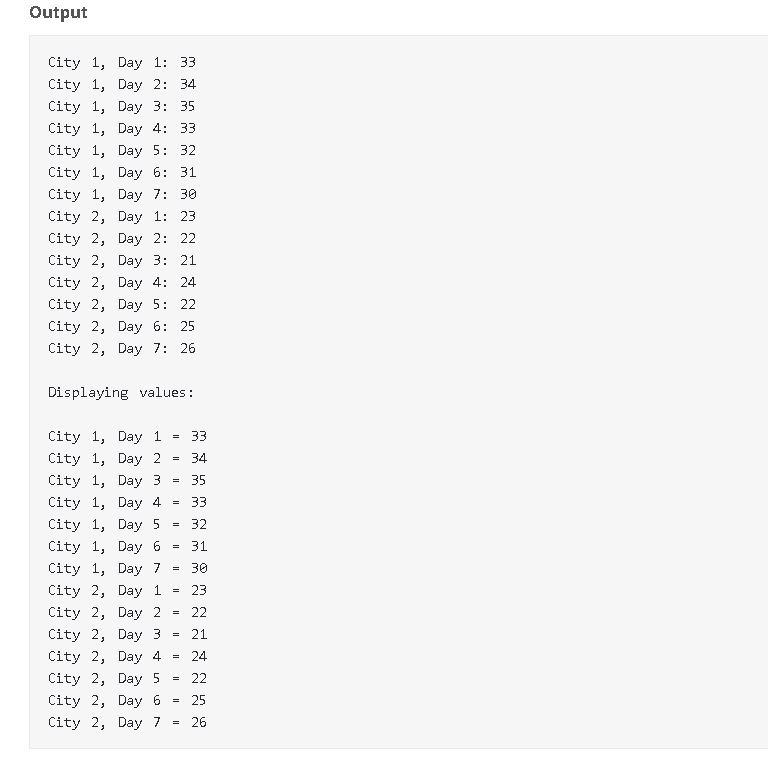 Output
City 1, Day 1: 33
City 1, Day 2: 34
City 1, Day 3: 35
City 1, Day 4: 33
City 1, Day 5: 32
City 1, Day 6: 31
City 1, Day 7: 30
City 2, Day 1: 23
City 2, Day 2: 22
City 2, Day 3: 21
City 2, Day 4: 24
City 2, Day 5: 22
City 2, Day 6: 25
City 2, Day 7: 26
Displaying values:
City 1, Day 1 = 33
City 1, Day 2 = 34
City 1, Day 3 = 35
City 1, Day 4 = 33
City 1, Day 5 = 32
City 1, Day 6 = 31
City 1, Day 7 = 30
City 2, Day 1 = 23
City 2, Day 2 = 22
City 2, Day 3 = 21
City 2, Day 4 = 24
City 2, Day 5 = 22
City 2, Day 6 = 25
City 2, Day 7 = 26